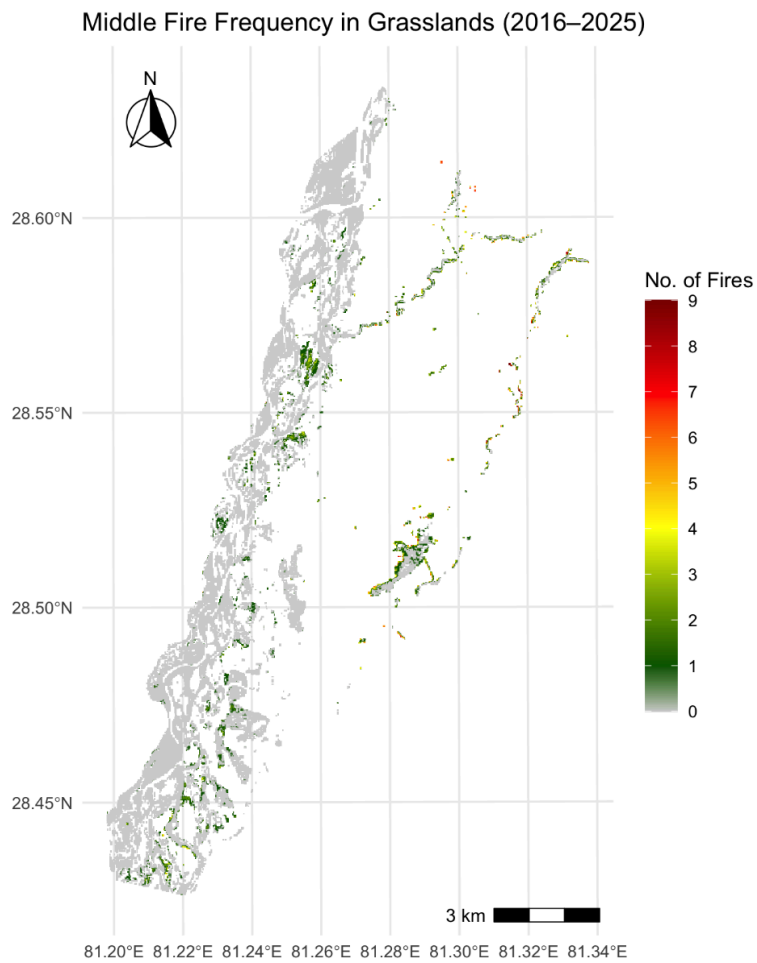 Middle Fire Frequency in Grasslands (2016–2025)
N
28.60°N
28.55°N
28.50°N
28.45°N
81.20°E 81.22°E 81.24°E 81.26°E 81.28°E 81.30°E 81.32°E 81.34°E
3 km
No. of Fires
9
8
7
6
5
4
3
2
1
0